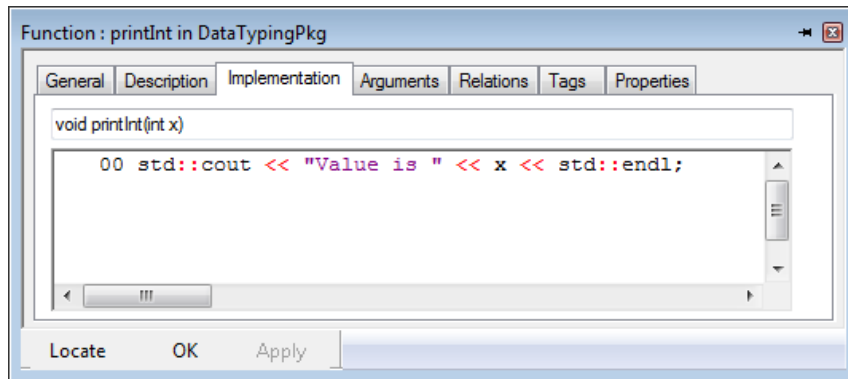 Function : printInt in DataTypingPkg
General Description Implementation Arguments Relations Tags Properties
void printInt(int x)
00 std::cout << "Value is " << x << std::endl;
Locate OK Apply